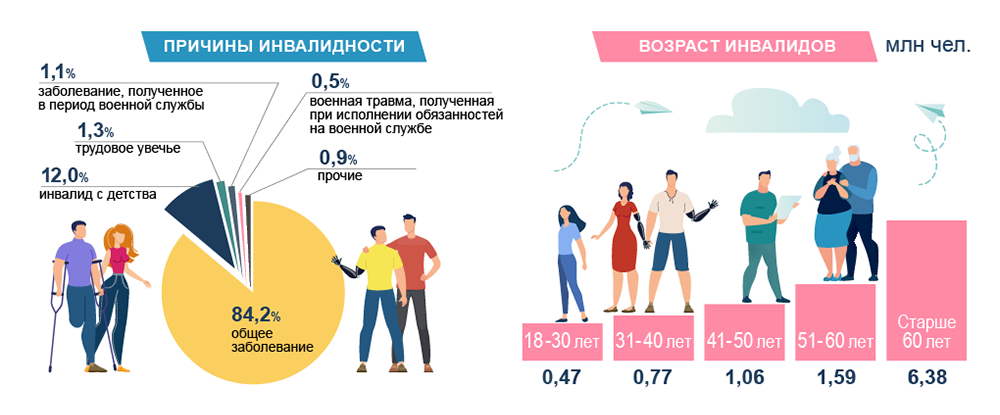 ПРИЧИНЫ ИНВАЛИДНОСТИ
1,1%
заболевание, полученное
в период военной службы
0,5%
военная травма, полученная
при исполнении обязанностей
на военной службе
1,3%
трудовое увечье
0,9%
прочие
12,0%
инвалид с детства
84,2%
общее
заболевание
ВОЗРАСТ ИНВАЛИДОВ
млн чел.
18-30 лет
31-40 лет
41-50 лет
51-60 лет
Старше
60 лет
0,47
0,77
1,06
1,59
6,38